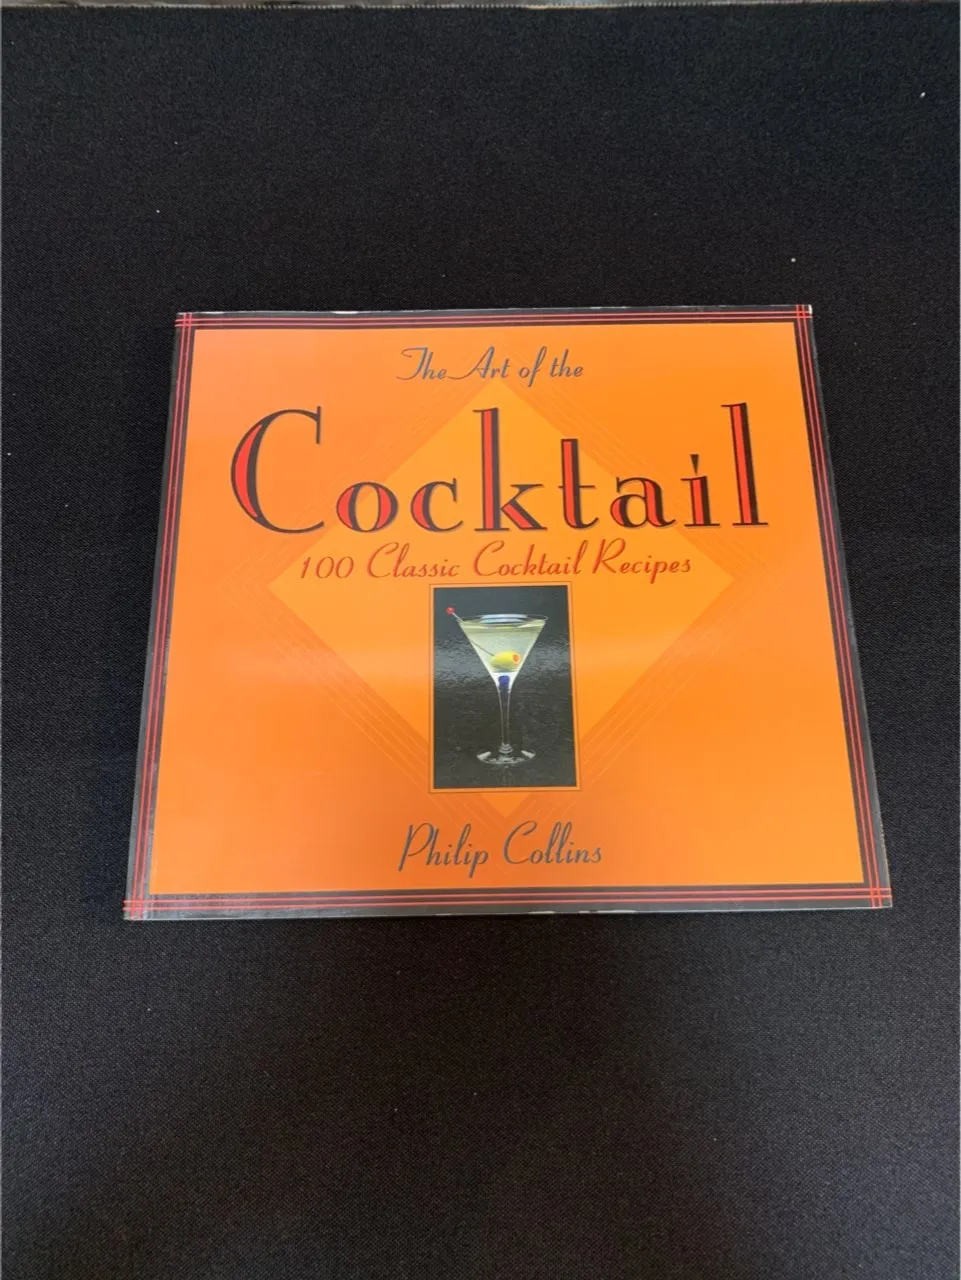 The Art of the
Cocktail
100 Classic Cocktail Recipes
Philip Collins